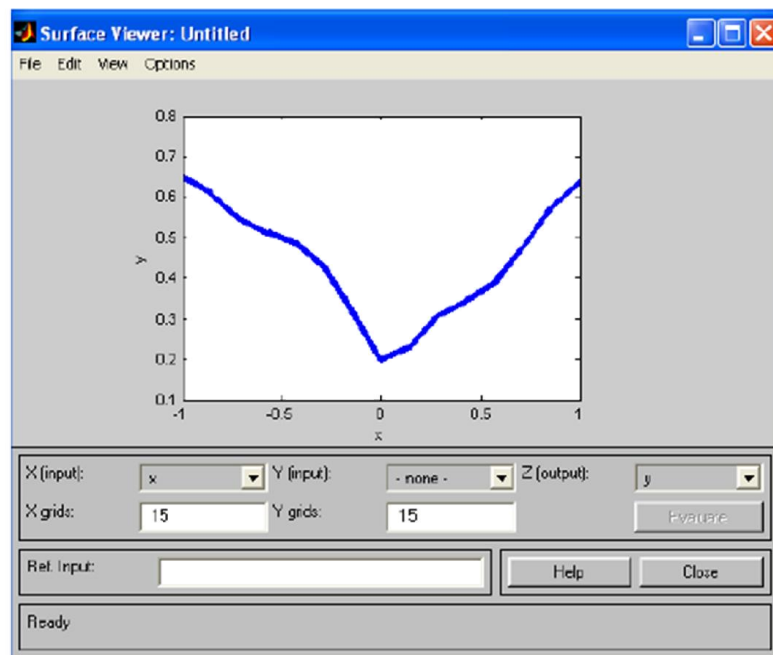 Surface Viewer: Untitled
File Edit View Options
0.8
0.7
0.6
0.5
0.4
0.3
0.2
0.1
y
-1 -0.5 0 0.5 1
x
X (input): x Y (input): - none - Z (output): y
X grids: 15 Y grids: 15 Evaluate
Ref. Input:
Help Close
Ready